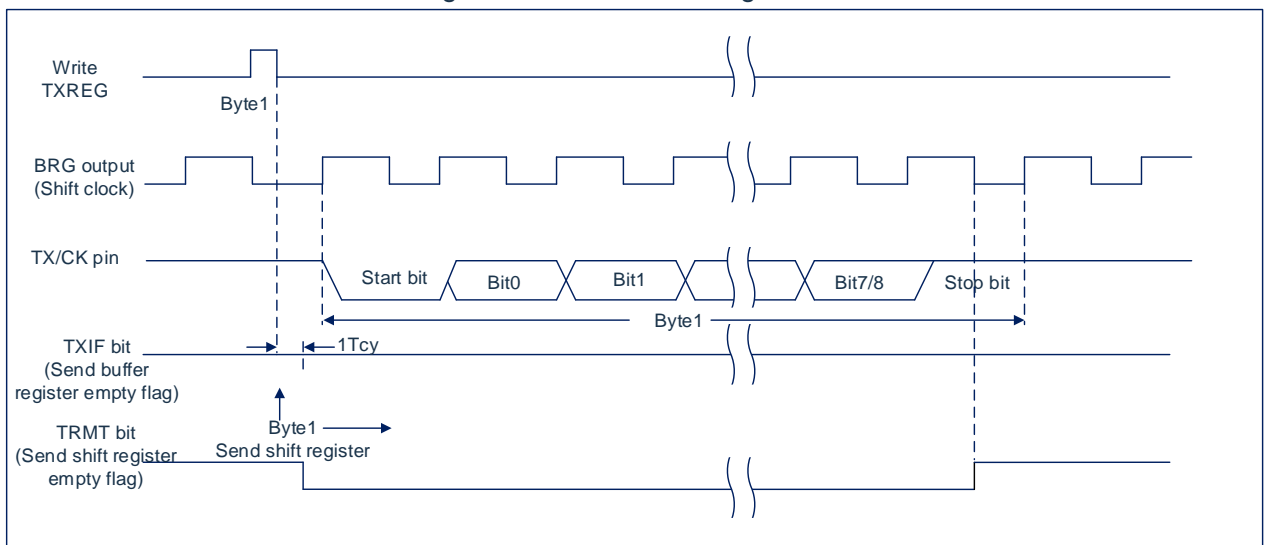 Write
TXREG
Byte1
BRG output
(Shift clock)
TX/CK pin
Start bit
Bit0
Bit1
Bit7/8
Stop bit
Byte1
TXIF bit
(Send buffer
register empty flag)
1Tcy
Byte1
Send shift register
TRMT bit
(Send shift register
empty flag)